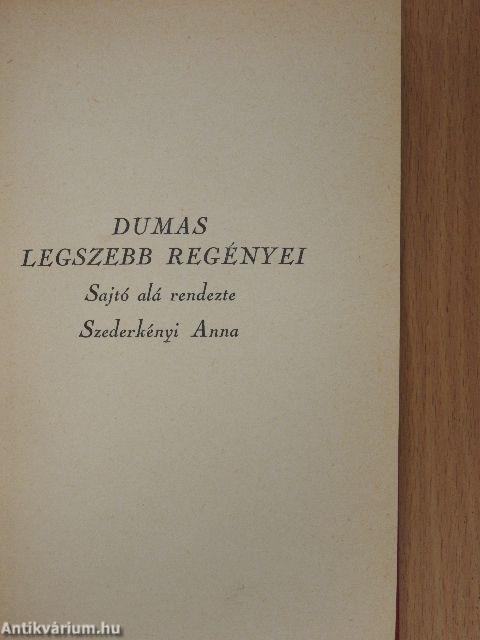 DUMAS
LEGSZEBB REGÉNYEI
Sajtó alá rendezte
Szederkényi Anna
Antikvárium.hu